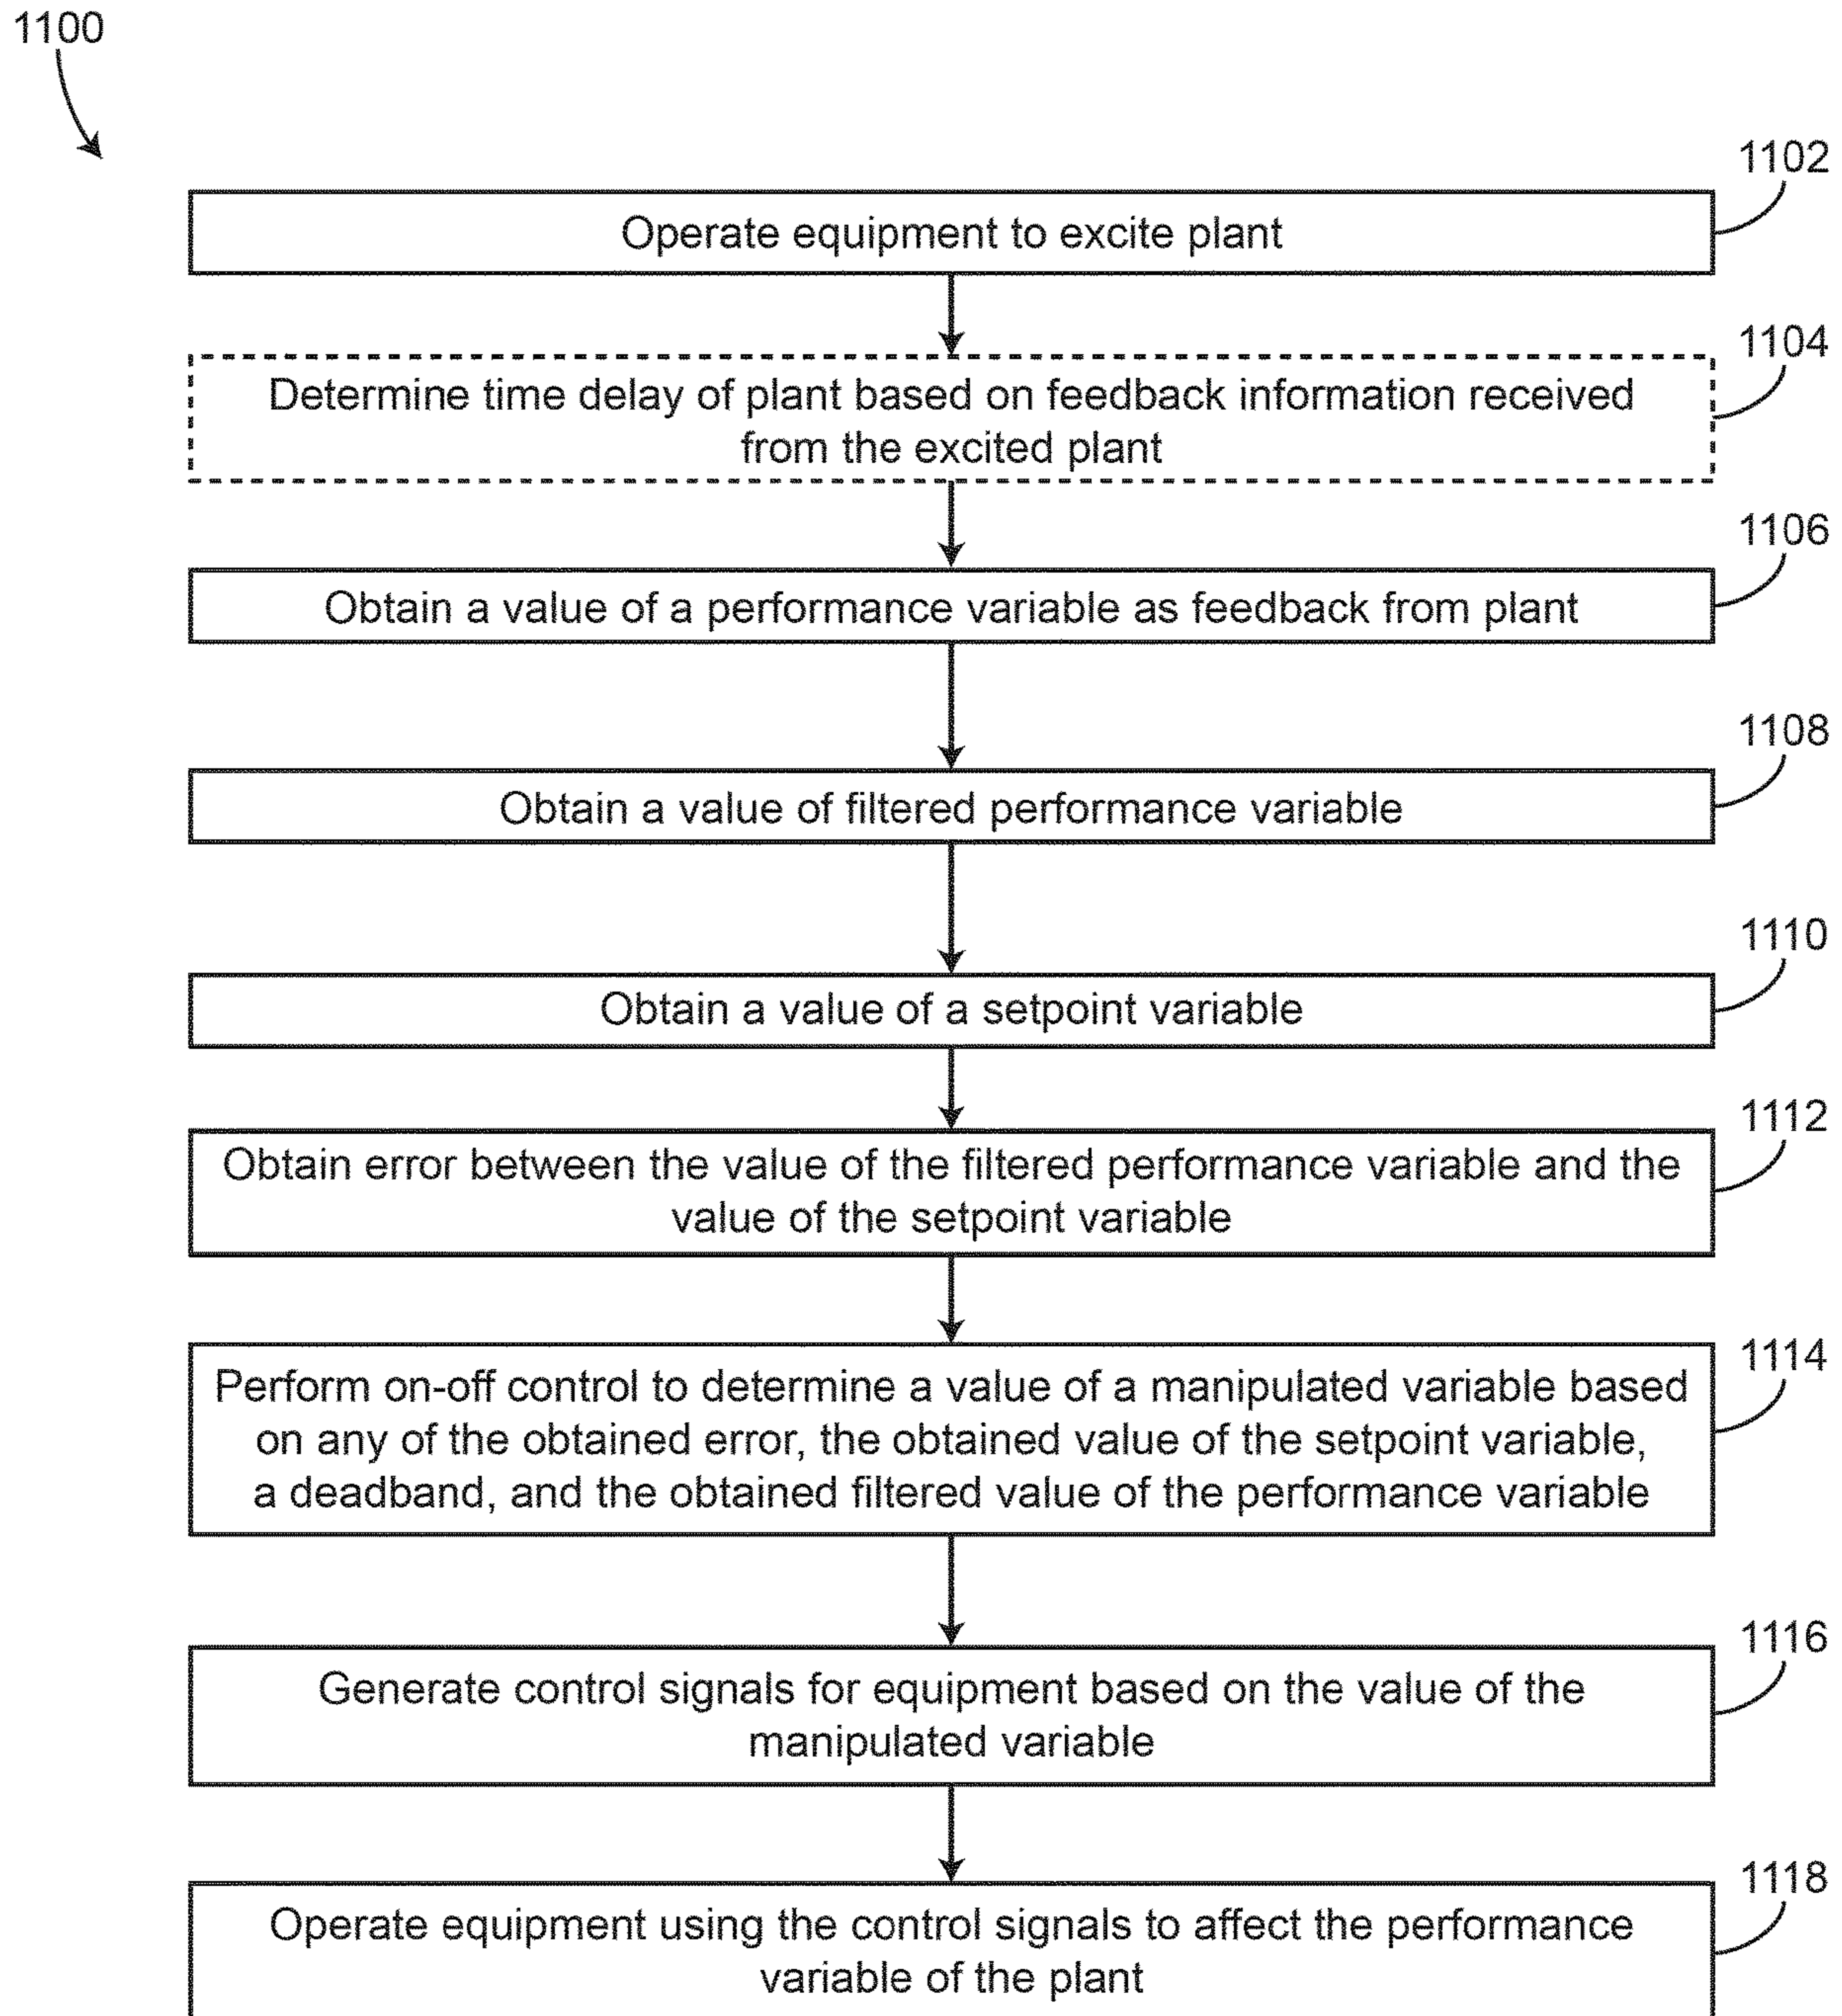 1100
1102
Operate equipment to excite plant
1104
Determine time delay of plant based on feedback information received
from the excited plant
1106
Obtain a value of a performance variable as feedback from plant
1108
Obtain a value of filtered performance variable
1110
Obtain a value of a setpoint variable
1112
Obtain error between the value of the filtered performance variable and the
value of the setpoint variable
1114
Perform on-off control to determine a value of a manipulated variable based
on any of the obtained error, the obtained value of the setpoint variable,
a deadband, and the obtained filtered value of the performance variable
1116
Generate control signals for equipment based on the value of the
manipulated variable
1118
Operate equipment using the control signals to affect the performance
variable of the plant